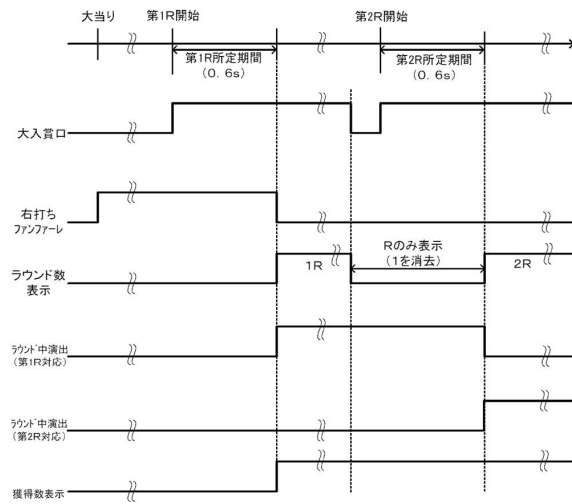 大当り
第1R開始
第2R開始
第1R所定期間
(0.6s)
第2R所定期間
(0.6s)
大入賞口
右打ち
ファンファーレ
ラウンド数
表示
1R
Rのみ表示
(1を消去)
2R
ラウンド中演出
(第1R対応)
ラウンド中演出
(第2R対応)
獲得数表示